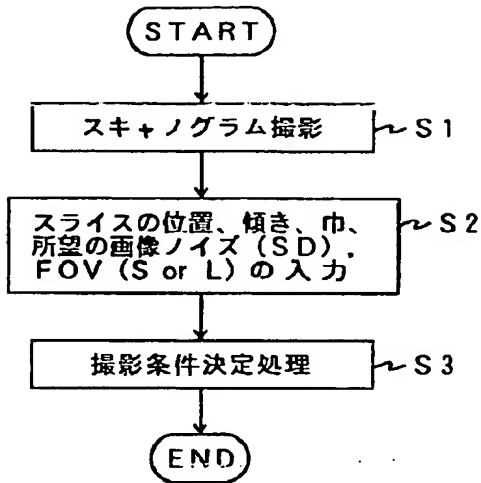 START
スキャノグラム撮影
S1
スライスの位置、傾き、巾、
所望の画像ノイズ(SD).
FOV(S or L)の入力
S2
撮影条件決定処理
S3
END